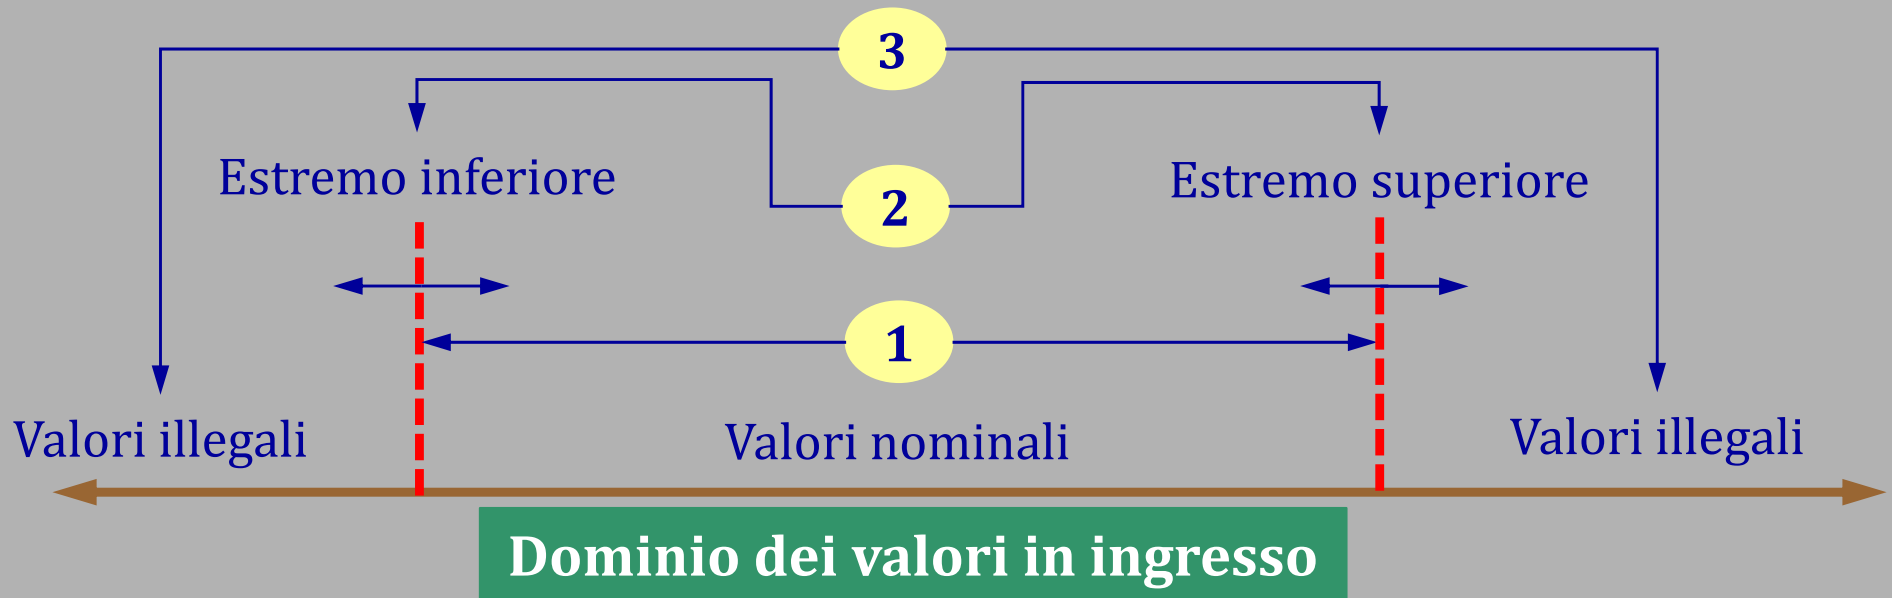 3
Estremo inferiore
Estremo superiore
2
1
Valori illegali
Valori nominali
Valori illegali
Dominio dei valori in ingresso